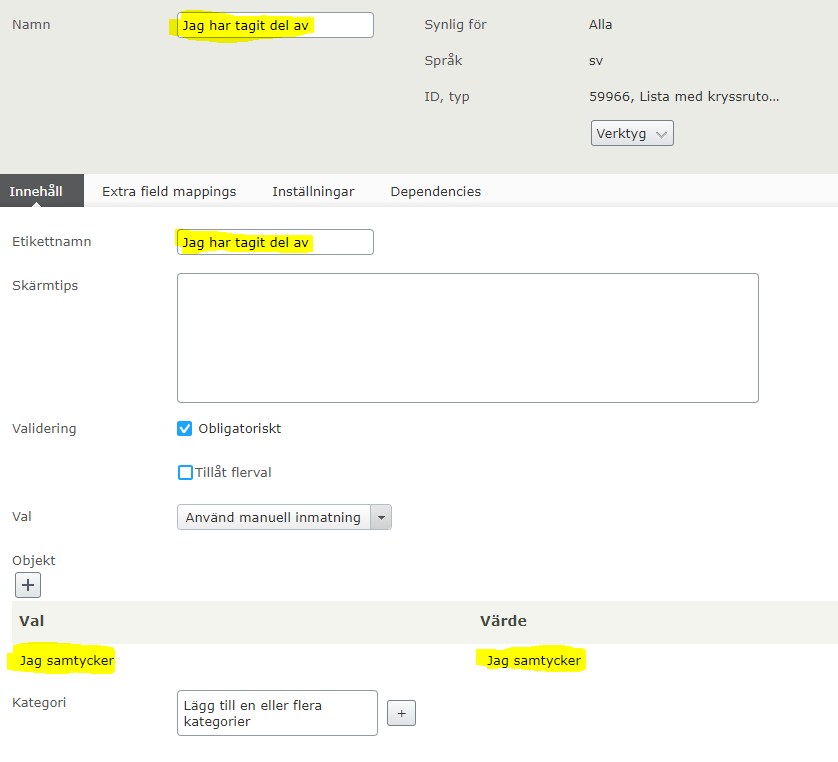 Namn
Jag har tagit del av
Synlig för
Alla
Språk
sv
ID, typ
59966, Lista med kryssruto...
Verktyg
Innehåll
Extra field mappings
Inställningar
Dependencies
Etikettnamn
Jag har tagit del av
Skärmtips
Validering
Obligatoriskt
Tillåt flerval
Val
Använd manuell inmatning
Objekt
+
Val
Värde
Jag samtycker
Jag samtycker
Kategori
Lägg till en eller flera
kategorier
+